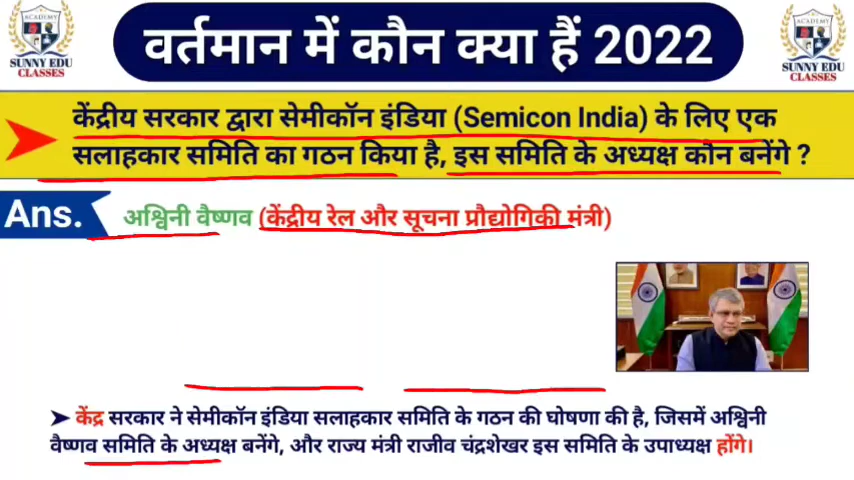 ACADEMY
SUNNY EDU
CLASSES
वर्तमान में कौन क्या हैं 2022
ACADEMY
SUNNY EDU
CLASSES
केंद्रीय सरकार द्वारा सेमीकॉन इंडिया (Semicon India) के लिए एक
सलाहकार समिति का गठन किया है, इस समिति के अध्यक्ष कौन बनेंगे ?
Ans. अश्विनी वैष्णव (केंद्रीय रेल और सूचना प्रौद्योगिकी मंत्री)
➤ केंद्र सरकार ने सेमीकॉन इंडिया सलाहकार समिति के गठन की घोषणा की है, जिसमें अश्विनी
वैष्णव समिति के अध्यक्ष बनेंगे, और राज्य मंत्री राजीव चंद्रशेखर इस समिति के उपाध्यक्ष होंगे।